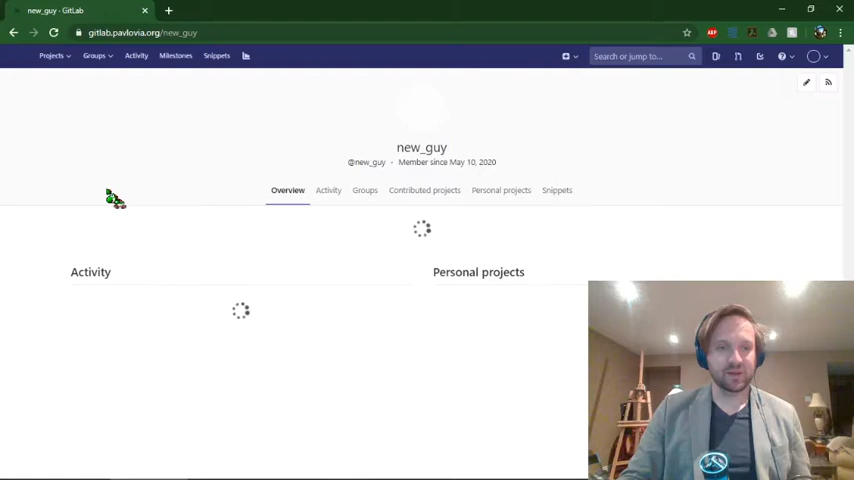 new_guy · GitLab
gitlab.pavlovia.org/new_guy
ABP
Projects Groups Activity Milestones Snippets
Search or jump to...
new_guy
@new_guy · Member since May 10, 2020
Overview Activity Groups Contributed projects Personal projects Snippets
Activity
Personal projects